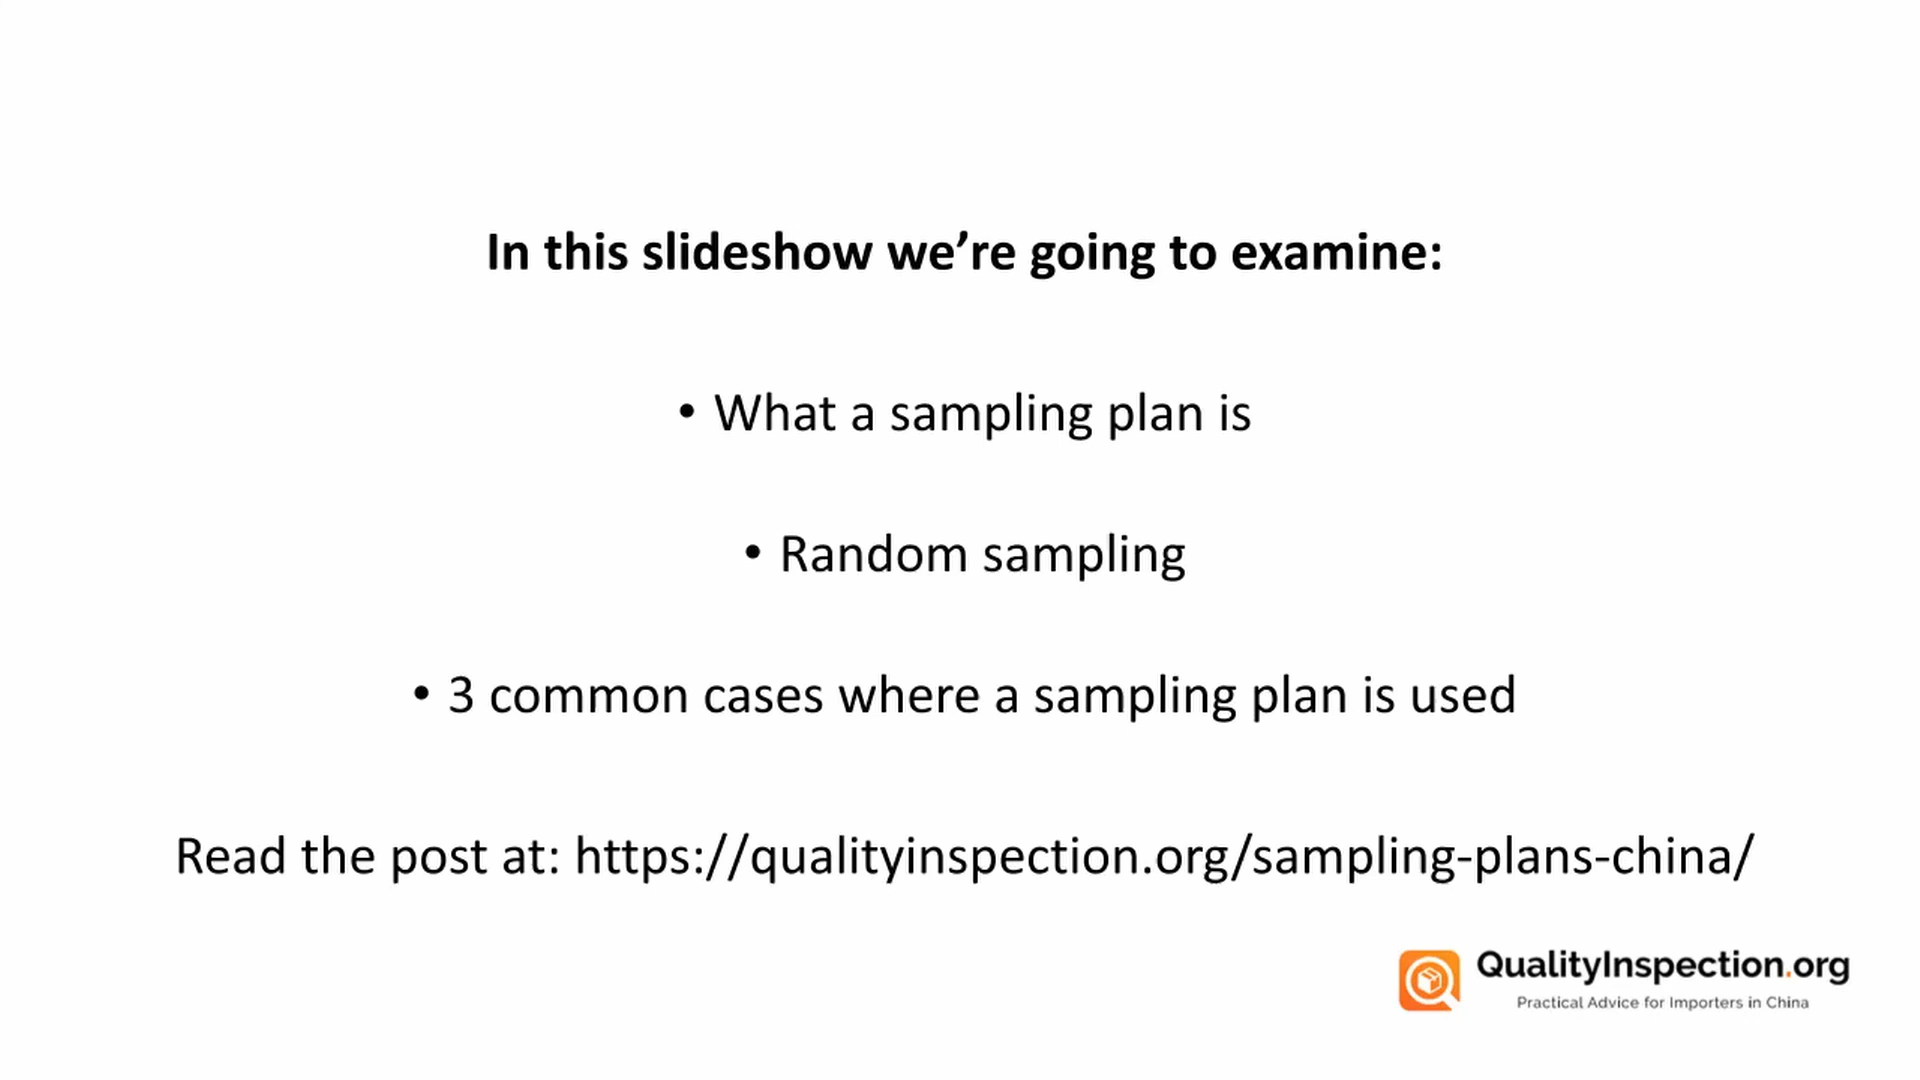 In this slideshow we’re going to examine:
• What a sampling plan is
• Random sampling
• 3 common cases where a sampling plan is used
Read the post at: https://qualityinspection.org/sampling-plans-china/
QualityInspection.org
Practical Advice for Importers in China